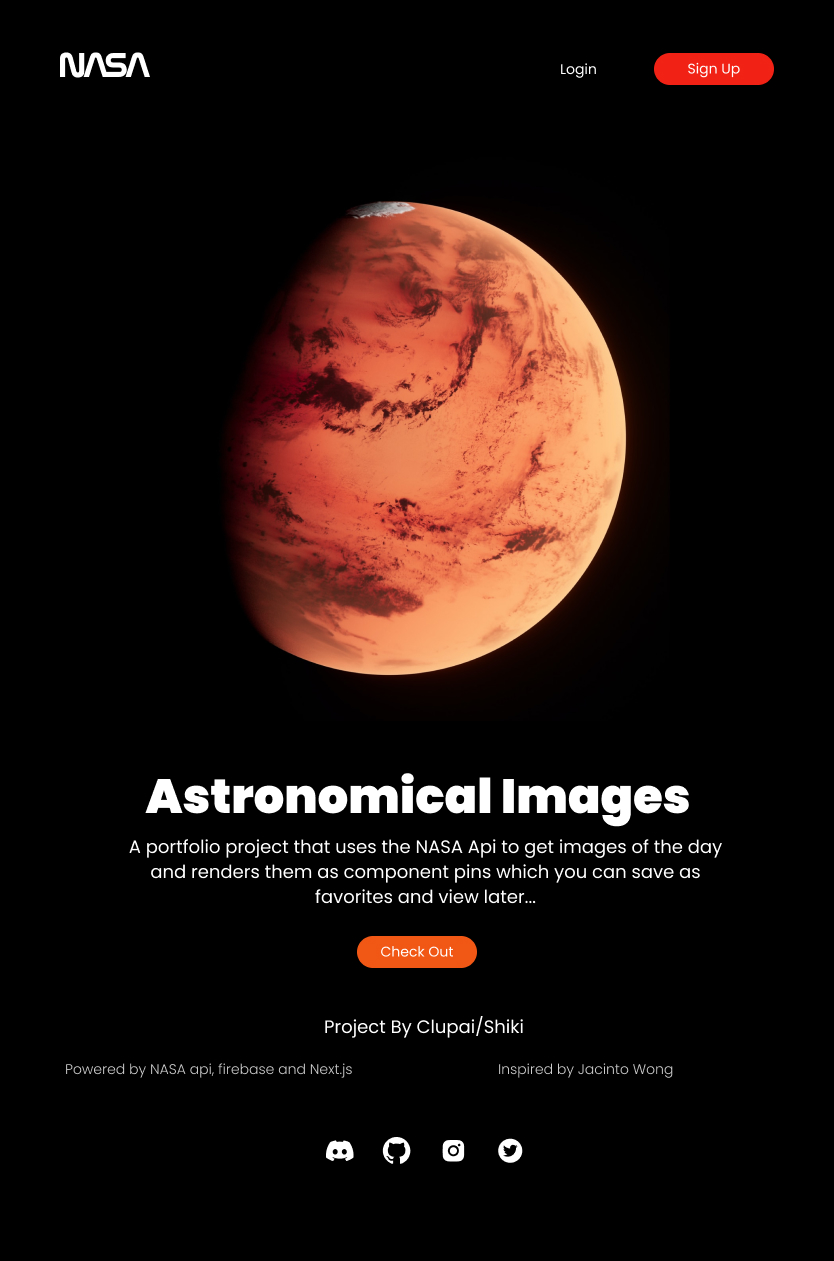 NASA
Login
Sign Up
Astronomical Images
A portfolio project that uses the NASA Api to get images of the day
and renders them as component pins which you can save as
favorites and view later...
Check Out
Project By Clupai/Shiki
Powered by NASA api, firebase and Next.js
Inspired by Jacinto Wong